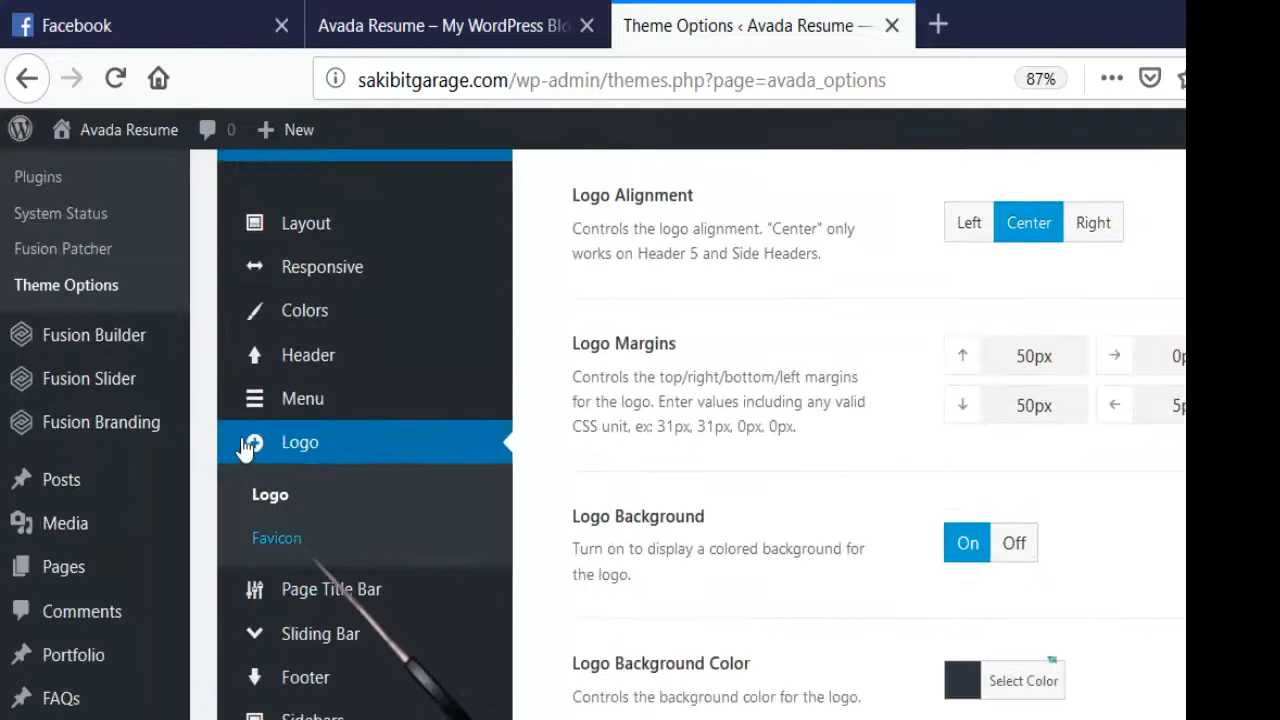 Facebook
Avada Resume – My WordPress Blo
Theme Options ‹ Avada Resume —
sakibitgarage.com/wp-admin/themes.php?page=avada_options
87%
Avada Resume
0
New
Plugins
System Status
Fusion Patcher
Theme Options
Fusion Builder
Fusion Slider
Fusion Branding
Posts
Media
Pages
Comments
Portfolio
FAQs
Layout
Responsive
Colors
Header
Menu
Logo
Logo
Favicon
Page Title Bar
Sliding Bar
Footer
Sidebars
Logo Alignment
Controls the logo alignment. "Center" only
works on Header 5 and Side Headers.
Left Center Right
Logo Margins
Controls the top/right/bottom/left margins
for the logo. Enter values including any valid
CSS unit, ex: 31px, 31px, 0px, 0px.
50px 0p
50px 5p
Logo Background
Turn on to display a colored background for
the logo.
On Off
Logo Background Color
Controls the background color for the logo.
Select Color